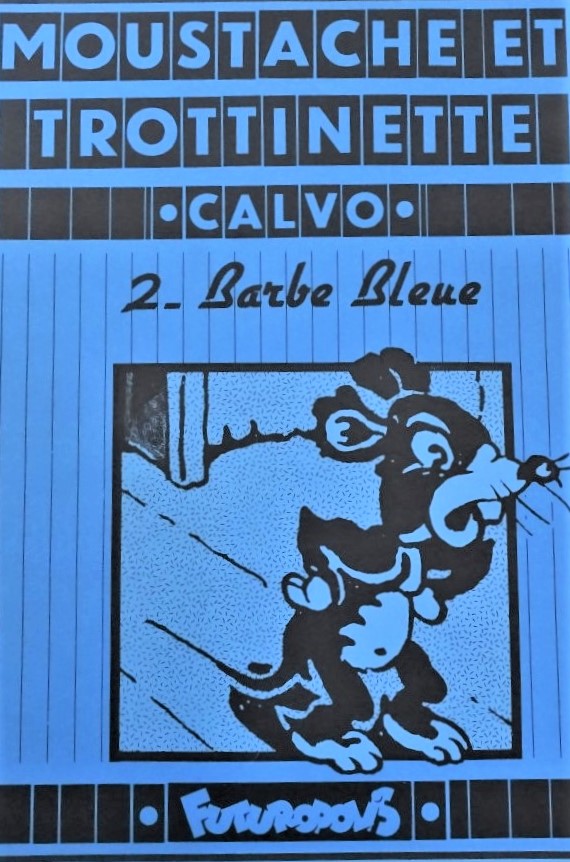 MOUSTACHE ET
TROTTINETTE
•CALVO•
2- Barbe Bleue
• FUTUROPOLIS •